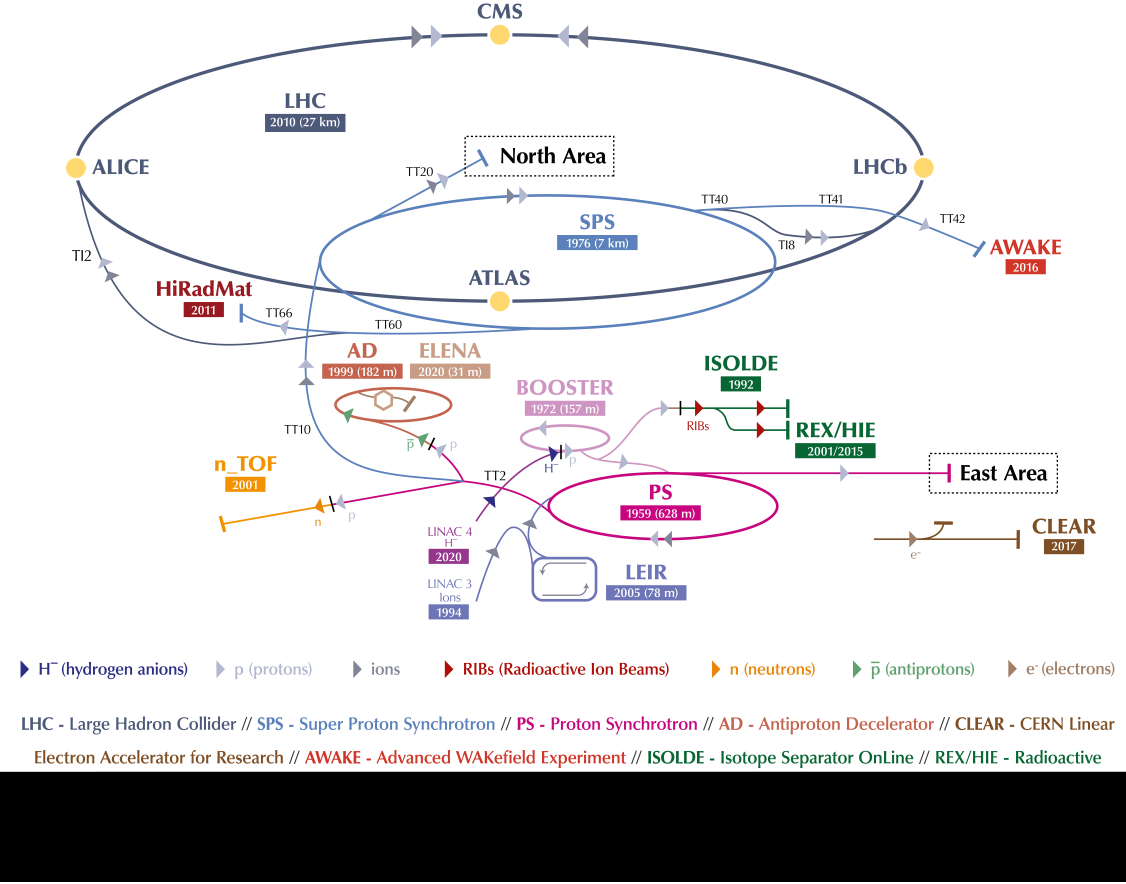 CMS
LHC
2010 (27 km)
North Area
ALICE
LHCb
TT20
TT40
TT41
SPS
1976 (7 km)
TT42
TI8
AWAKE
2016
TI2
ATLAS
HiRadMat
2011
TT66
TT60
AD
1999 (182 m)
ELENA
2020 (31 m)
ISOLDE
1992
BOOSTER
1972 (157 m)
RIBs
REX/HIE
2001/2015
TT10
p̅
p
H⁻
p
n_TOF
2001
TT2
East Area
PS
1959 (628 m)
n
p
LINAC 4
H⁻
2020
CLEAR
2017
e⁻
LINAC 3
Ions
1994
LEIR
2005 (78 m)
H⁻ (hydrogen anions) p (protons) ions RIBs (Radioactive Ion Beams) n (neutrons) p̅ (antiprotons) e⁻ (electrons)
LHC - Large Hadron Collider // SPS - Super Proton Synchrotron // PS - Proton Synchrotron // AD - Antiproton Decelerator // CLEAR - CERN Linear
Electron Accelerator for Research // AWAKE - Advanced WAKefield Experiment // ISOLDE - Isotope Separator OnLine // REX/HIE - Radioactive